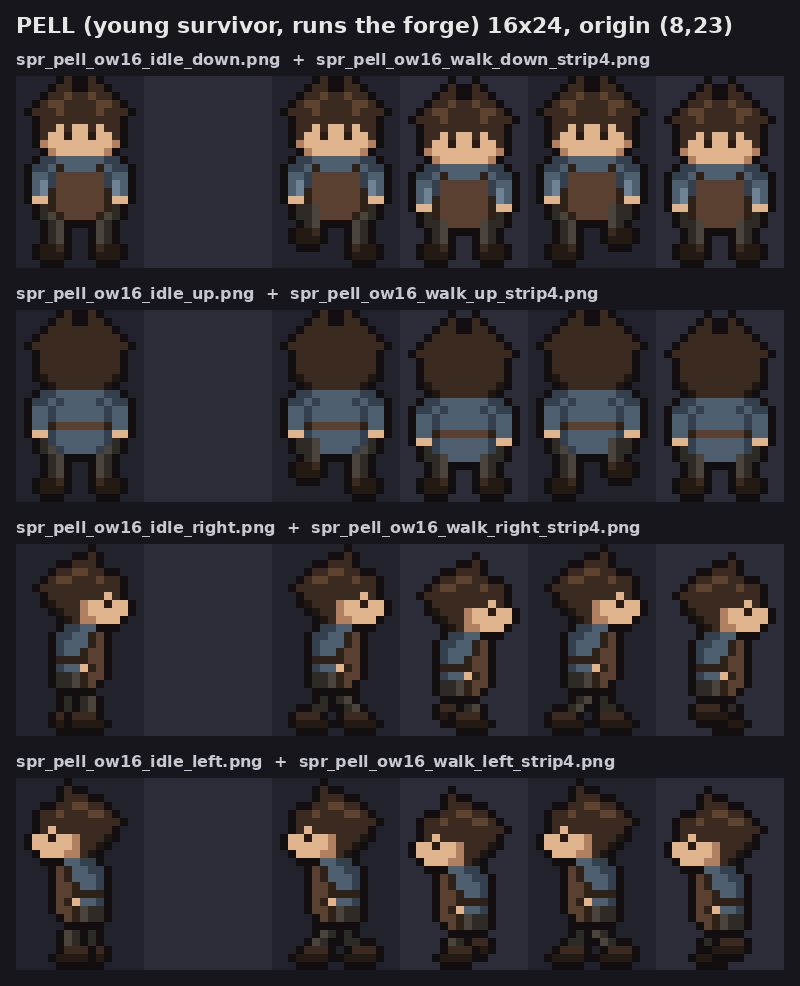 PELL (young survivor, runs the forge) 16x24, origin (8,23)
spr_pell_ow16_idle_down.png + spr_pell_ow16_walk_down_strip4.png
spr_pell_ow16_idle_up.png + spr_pell_ow16_walk_up_strip4.png
spr_pell_ow16_idle_right.png + spr_pell_ow16_walk_right_strip4.png
spr_pell_ow16_idle_left.png + spr_pell_ow16_walk_left_strip4.png